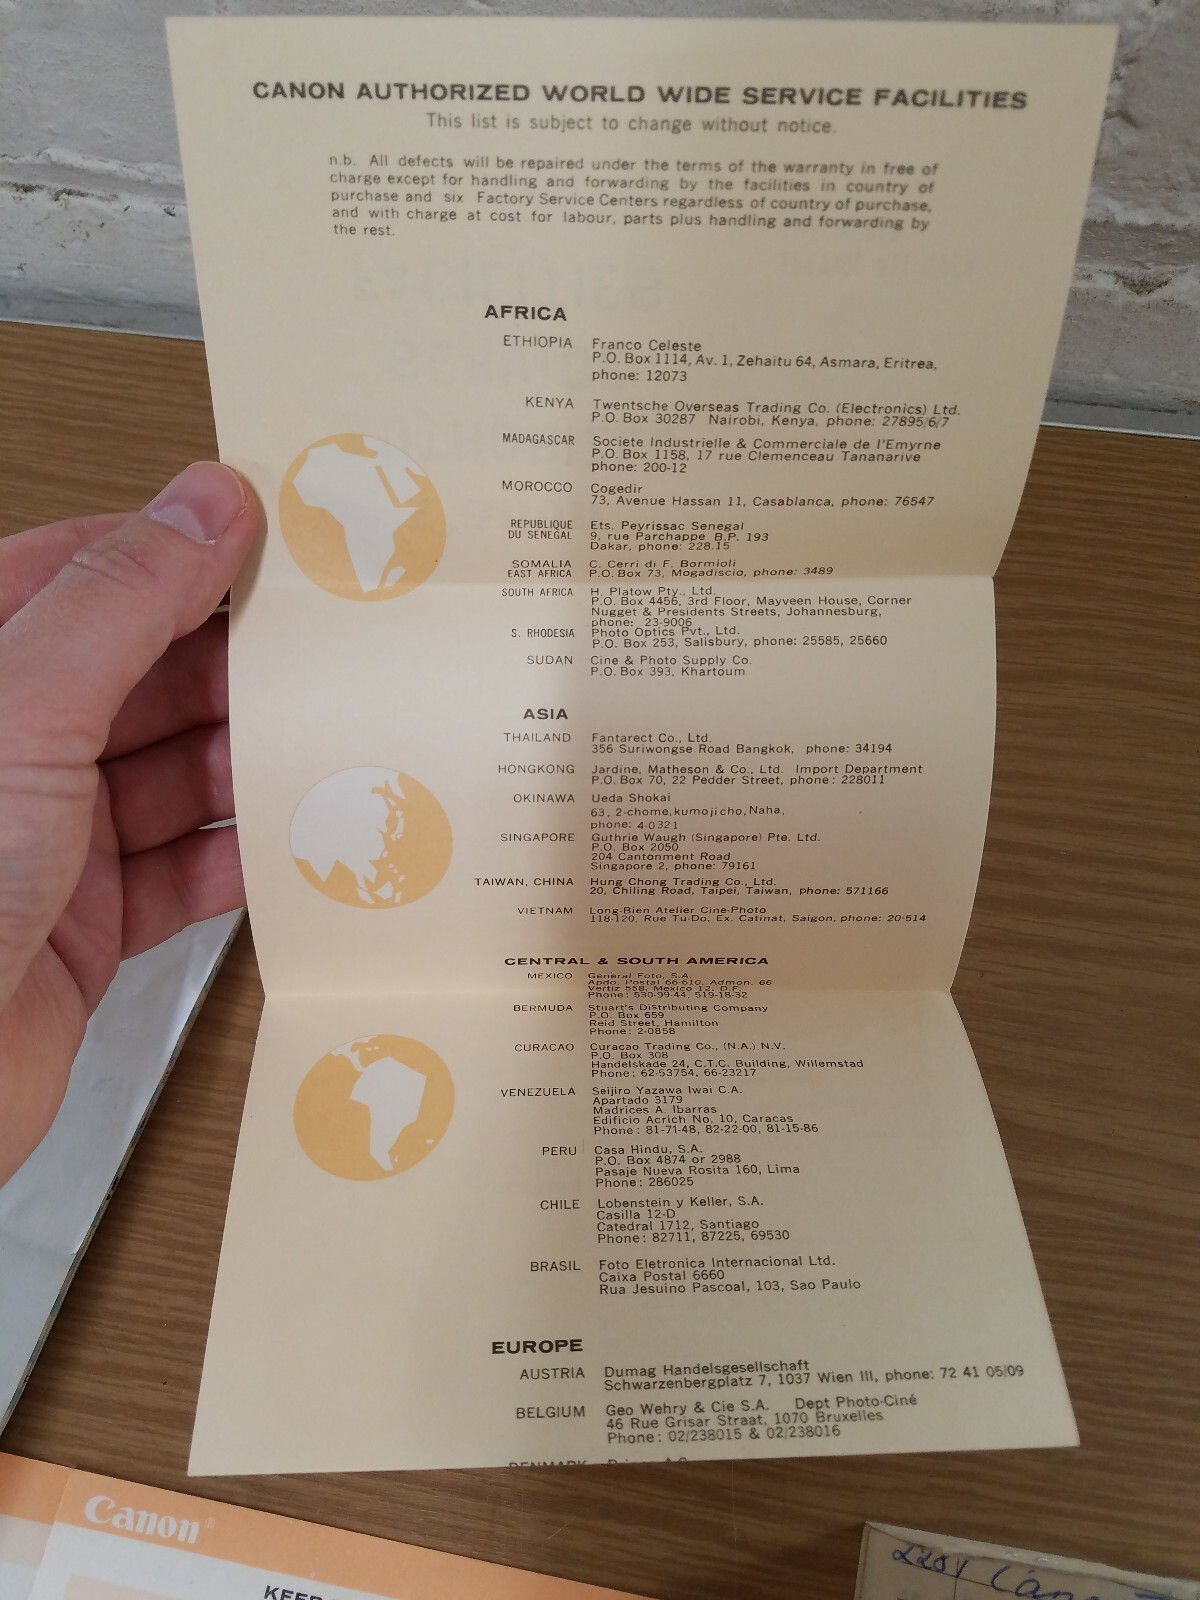 CANON AUTHORIZED WORLD WIDE SERVICE FACILITIES
This list is subject to change without notice.
n.b. All defects will be repaired under the terms of the warranty in free of
charge except for handling and forwarding by the facilities in country of
purchase and six Factory Service Centers regardless of country of purchase,
and with charge at cost for labour, parts plus handling and forwarding by
the rest.
AFRICA
ETHIOPIA Franco Celeste
P.O. Box 1114, Av. 1, Zehaitu 64, Asmara, Eritrea,
phone: 12073
KENYA Twentsche Overseas Trading Co. (Electronics) Ltd.
P.O. Box 30287 Nairobi, Kenya, phone: 27895/6/7
MADAGASCAR Societe Industrielle & Commerciale de l'Emyrne
P.O. Box 1158, 17 rue Clemenceau Tananarive
phone: 200-12
MOROCCO Cogedir
73, Avenue Hassan 11, Casablanca, phone: 76547
REPUBLIQUE DU SENEGAL Ets. Peyrissac Senegal
9, rue Parchappe B.P. 193
Dakar, phone: 228.15
SOMALIA EAST AFRICA C. Cerri di F. Bormioli
P.O. Box 73, Mogadiscio, phone: 3489
SOUTH AFRICA H. Platow Pty., Ltd.
P.O. Box 4456, 3rd Floor, Mayveen House, Corner
Nugget & Presidents Streets, Johannesburg,
phone: 23-9006
S. RHODESIA Photo Optics Pvt., Ltd.
P.O. Box 253, Salisbury, phone: 25585, 25660
SUDAN Cine & Photo Supply Co.
P.O. Box 393, Khartoum
ASIA
THAILAND Fantarect Co., Ltd.
356 Suriwongse Road Bangkok, phone: 34194
HONGKONG Jardine, Matheson & Co., Ltd. Import Department
P.O. Box 70, 22 Pedder Street, phone: 228011
OKINAWA Ueda Shokai
63, 2-chome, kumojicho, Naha,
phone: 4-0321
SINGAPORE Guthrie Waugh (Singapore) Pte. Ltd.
P.O. Box 2050
204 Cantonment Road
Singapore 2, phone: 79161
TAIWAN, CHINA Hung Chong Trading Co., Ltd.
20, Chiling Road, Taipei, Taiwan, phone: 571166
VIETNAM Long-Bien Atelier Cine-Photo
118-120, Rue Tu-Do, Ex. Catinat, Saigon, phone: 20-514
CENTRAL & SOUTH AMERICA
MEXICO General Foto, S.A.
Apdo. Postal 66-610, Admon. 66
Vertiz 558, Mexico 12, D.F.
Phone: 530-99-44, 519-18-32
BERMUDA Stuart's Distributing Company
P.O. Box 659
Reid Street, Hamilton
Phone: 2-0858
CURACAO Curacao Trading Co., (N.A.) N.V.
P.O. Box 308
Handelskade 24, C.T.C. Building, Willemstad
Phone: 62-53754, 66-23217
VENEZUELA Seijiro Yazawa Iwai C.A.
Apartado 3179
Madrices A. Ibarras
Edificio Acrich No. 10, Caracas
Phone: 81-71-48, 82-22-00, 81-15-86
PERU Casa Hindu, S.A.
P.O. Box 4874 or 2988
Pasaje Nueva Rosita 160, Lima
Phone: 286025
CHILE Lobenstein y Keller, S.A.
Casilla 12-D
Catedral 1712, Santiago
Phone: 82711, 87225, 69530
BRASIL Foto Eletronica Internacional Ltd.
Caixa Postal 6660
Rua Jesuino Pascoal, 103, Sao Paulo
EUROPE
AUSTRIA Dumag Handelsgesellschaft
Schwarzenbergplatz 7, 1037 Wien III, phone: 72 41 05/09
BELGIUM Geo Wehry & Cie S.A. Dept Photo-Ciné
46 Rue Grisar Straat, 1070 Bruxelles
Phone: 02/238015 & 02/238016
DENMARK
Canon
KEEP